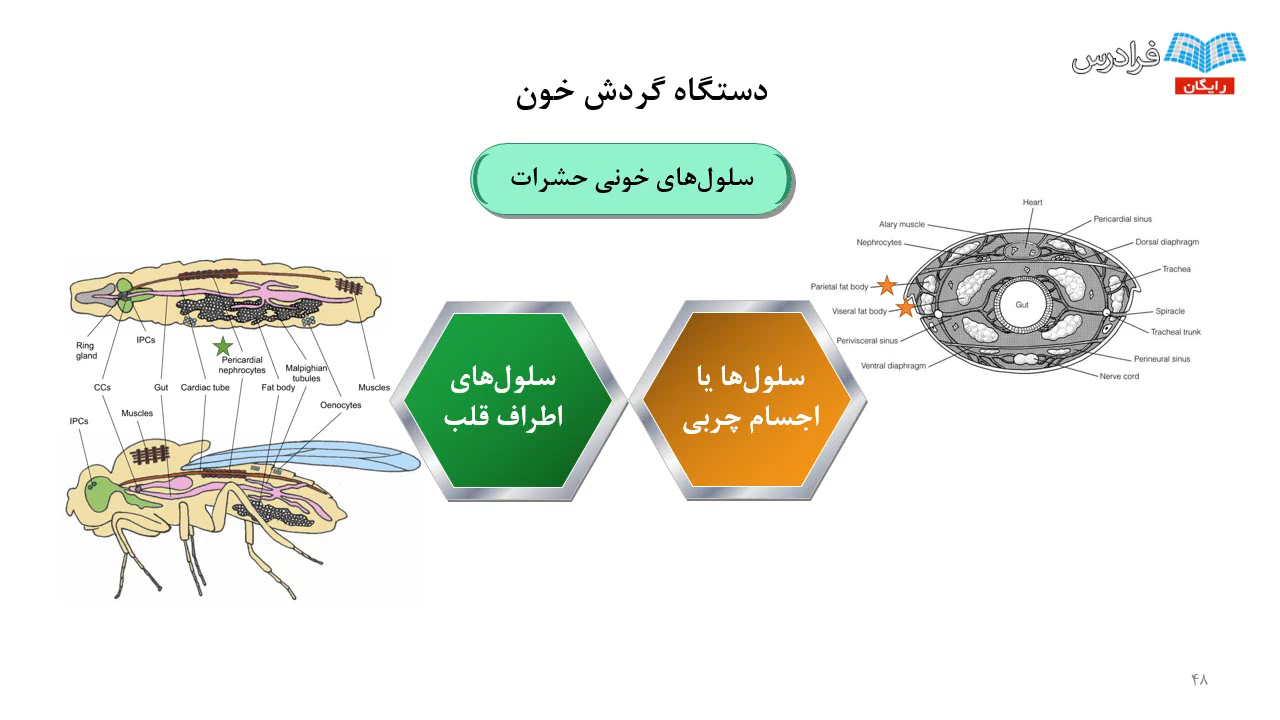 فرادرس
رایگان
دستگاه گردش خون
سلول‌های خونی حشرات
Heart
Alary muscle
Pericardial sinus
Nephrocytes
Dorsal diaphragm
Trachea
Parietal fat body
Viseral fat body
Gut
Spiracle
Perivisceral sinus
Tracheal trunk
Ventral diaphragm
Perineural sinus
Nerve cord
سلول‌ها یا
اجسام چربی
سلول‌های
اطراف قلب
Ring
gland
IPCs
Pericardial
nephrocytes
Malpighian
tubules
CCs
Gut
Cardiac tube
Fat body
Muscles
Oenocytes
Muscles
IPCs
۴۸